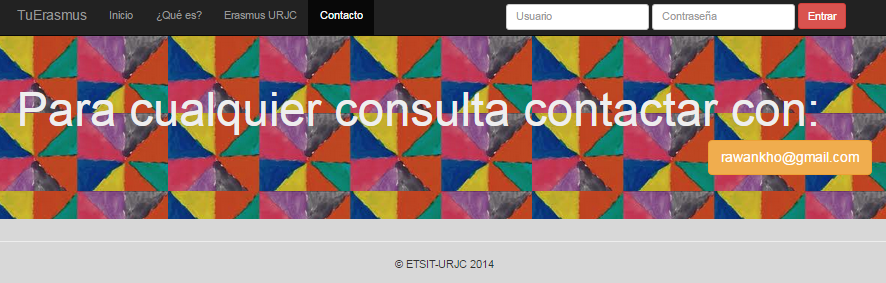 TuErasmus Inicio ¿Qué es? Erasmus URJC Contacto Usuario Contraseña Entrar
Para cualquier consulta contactar con:
rawankho@gmail.com
© ETSIT-URJC 2014